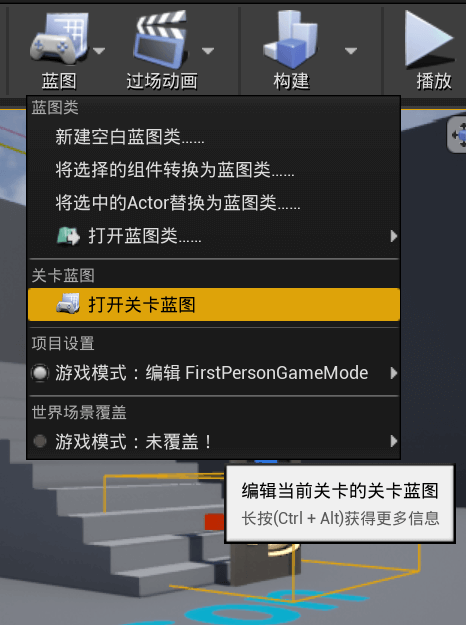 蓝图
过场动画
构建
播放
蓝图类
新建空白蓝图类......
将选择的组件转换为蓝图类......
将选中的Actor替换为蓝图类......
打开蓝图类......
关卡蓝图
打开关卡蓝图
项目设置
游戏模式：编辑 FirstPersonGameMode
世界场景覆盖
游戏模式：未覆盖！
编辑当前关卡的关卡蓝图
长按(Ctrl + Alt)获得更多信息